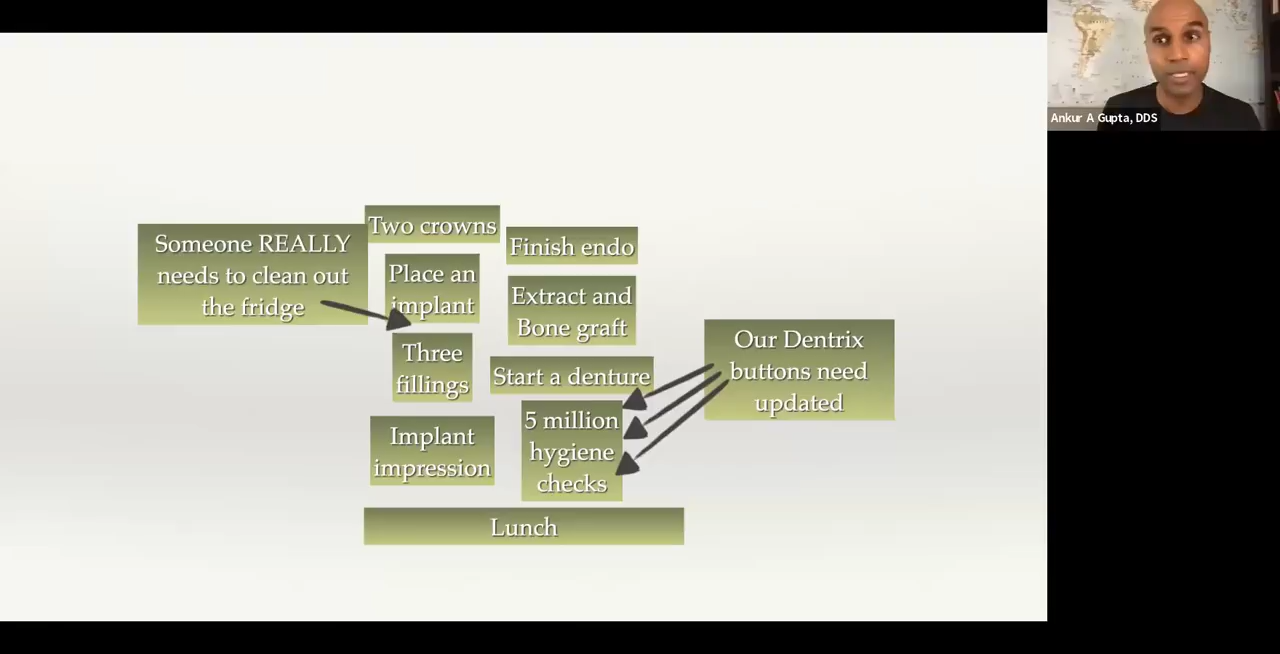 Ankur A Gupta, DDS
Someone REALLY
needs to clean out
the fridge
Two crowns
Place an
implant
Three
fillings
Implant
impression
Finish endo
Extract and
Bone graft
Start a denture
5 million
hygiene
checks
Lunch
Our Dentrix
buttons need
updated